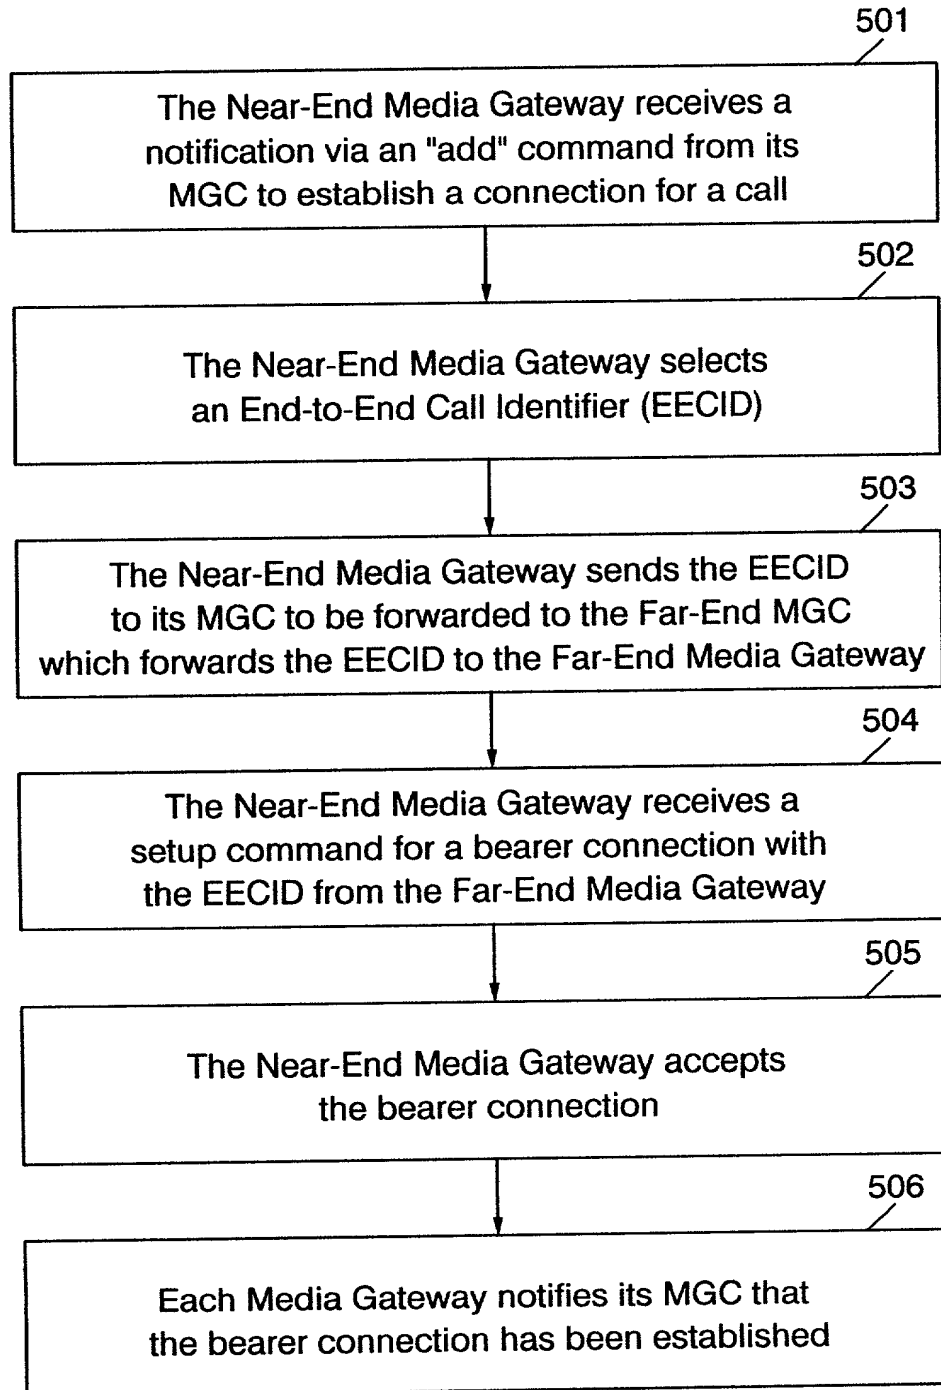 501
The Near-End Media Gateway receives a
notification via an "add" command from its
MGC to establish a connection for a call
502
The Near-End Media Gateway selects
an End-to-End Call Identifier (EECID)
503
The Near-End Media Gateway sends the EECID
to its MGC to be forwarded to the Far-End MGC
which forwards the EECID to the Far-End Media Gateway
504
The Near-End Media Gateway receives a
setup command for a bearer connection with
the EECID from the Far-End Media Gateway
505
The Near-End Media Gateway accepts
the bearer connection
506
Each Media Gateway notifies its MGC that
the bearer connection has been established